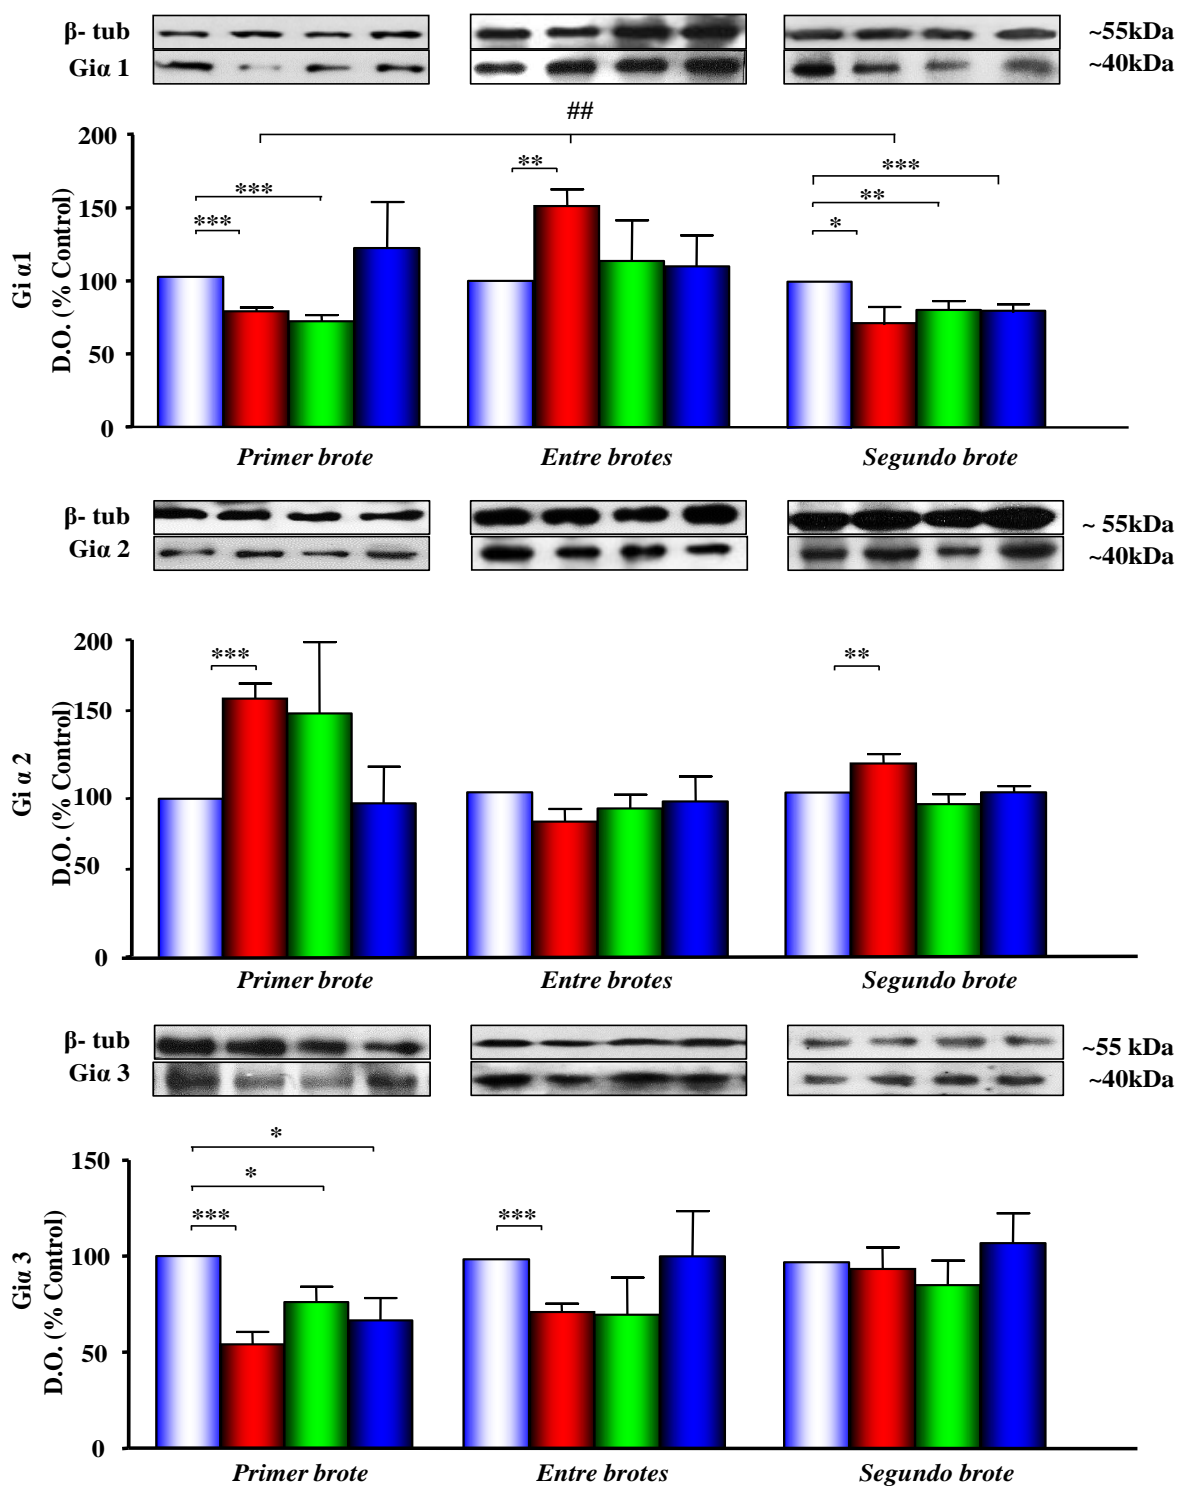 β- tub
~55kDa
Giα 1
~40kDa
##
200
**
***
***
150
***
**
***
*
100
50
0
Gi α1
D.O. (% Control)
Primer brote
Entre brotes
Segundo brote
β- tub
~ 55kDa
Giα 2
~40kDa
200
***
**
150
100
50
0
Gi α 2
D.O. (% Control)
Primer brote
Entre brotes
Segundo brote
β- tub
~55 kDa
Giα 3
~40kDa
*
150
*
***
***
100
50
0
Giα 3
D.O. (% Control)
Primer brote
Entre brotes
Segundo brote